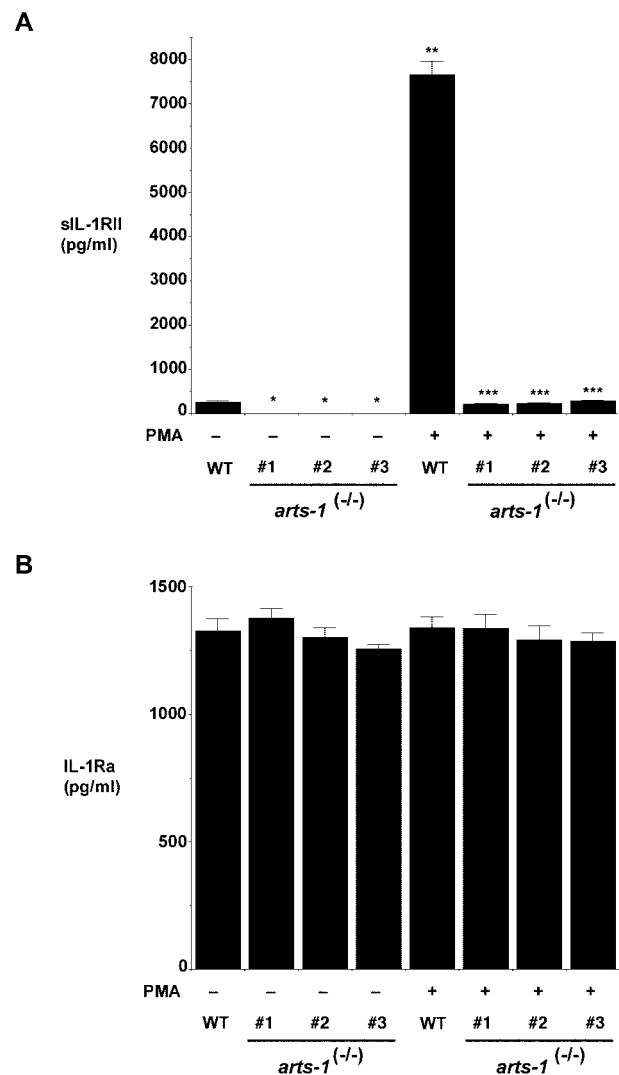 A
8000
7000
6000
5000
4000
3000
2000
1000
0
sIL-1RII
(pg/ml)
**
* * * *** *** ***
PMA – – – – + + + +
WT #1 #2 #3 WT #1 #2 #3
arts-1 (-/-) arts-1 (-/-)
B
1500
1000
500
0
IL-1Ra
(pg/ml)
PMA – – – – + + + +
WT #1 #2 #3 WT #1 #2 #3
arts-1 (-/-) arts-1 (-/-)